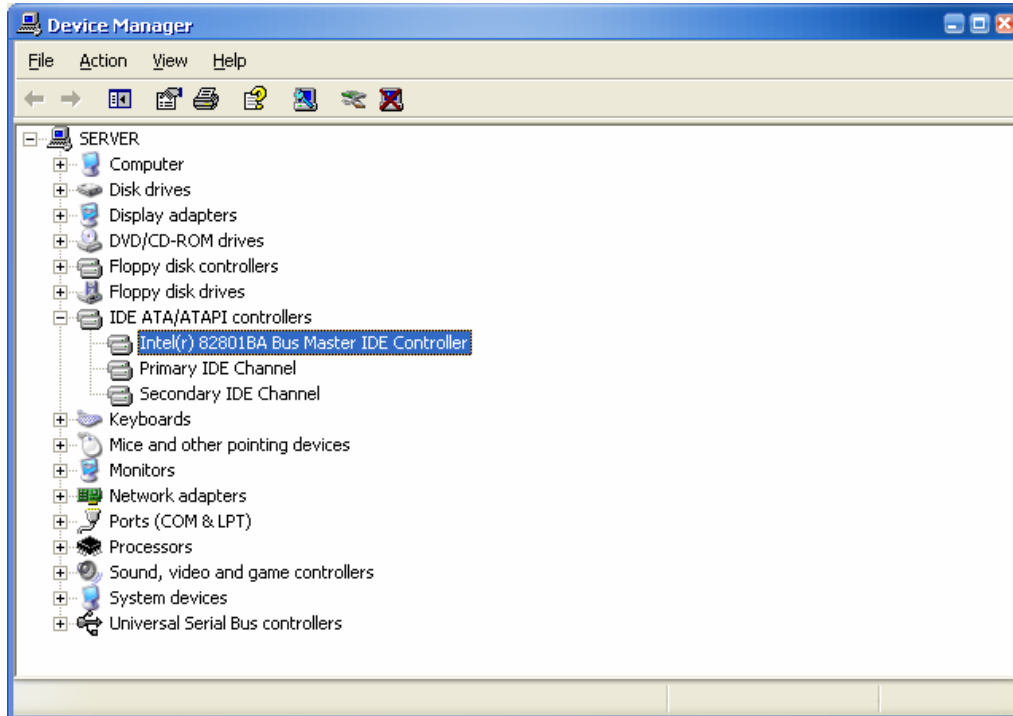 Device Manager
File Action View Help
SERVER
Computer
Disk drives
Display adapters
DVD/CD-ROM drives
Floppy disk controllers
Floppy disk drives
IDE ATA/ATAPI controllers
Intel(r) 82801BA Bus Master IDE Controller
Primary IDE Channel
Secondary IDE Channel
Keyboards
Mice and other pointing devices
Monitors
Network adapters
Ports (COM & LPT)
Processors
Sound, video and game controllers
System devices
Universal Serial Bus controllers